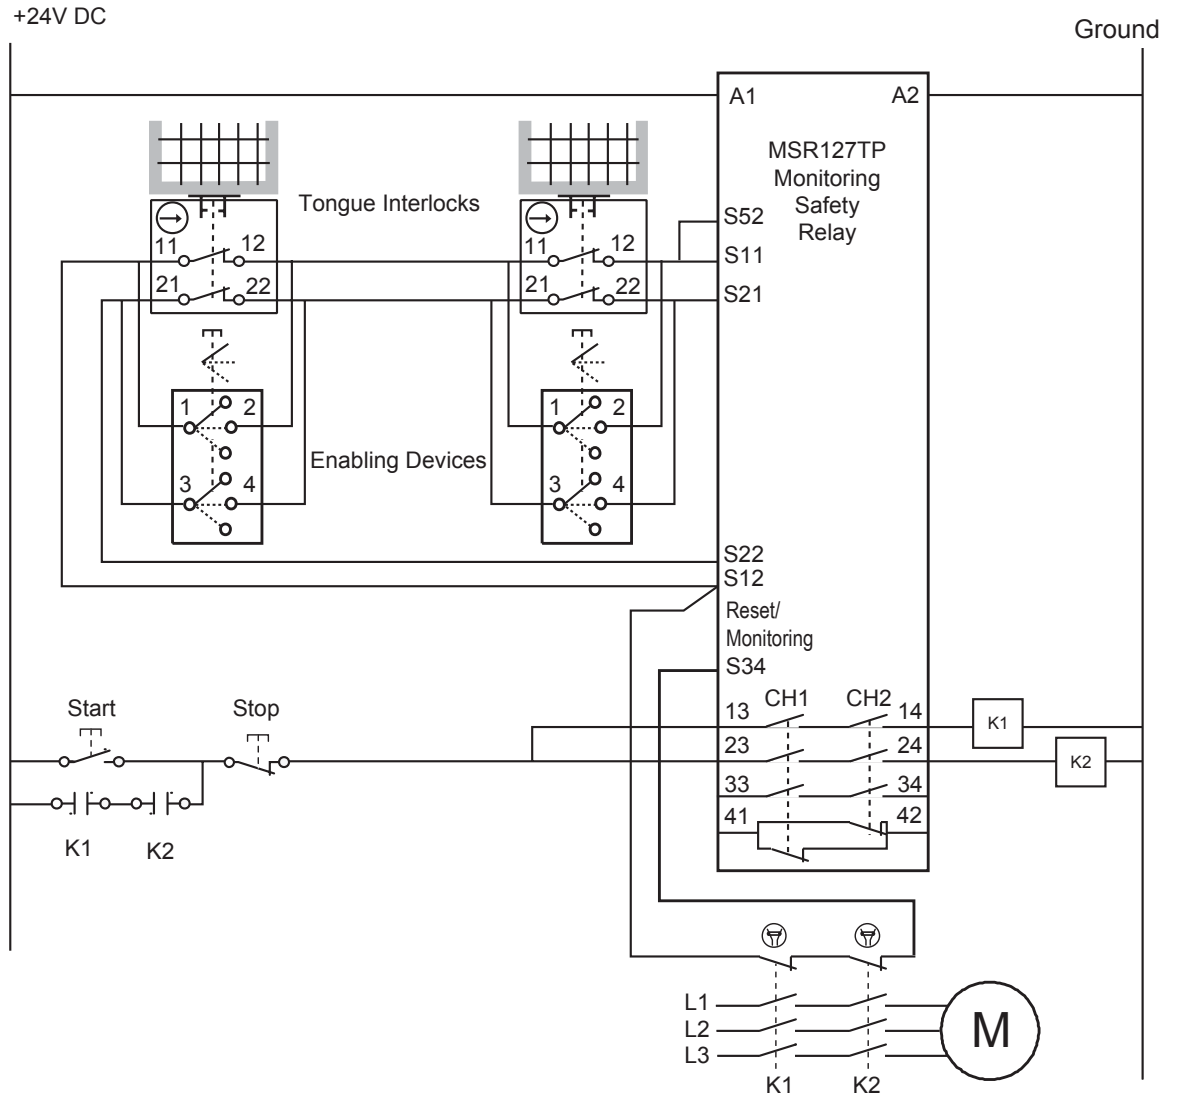 +24V DC
Ground
A1
A2
MSR127TP
Monitoring
Safety
Relay
Tongue Interlocks
S52
11
12
11
12
S11
21
22
21
22
S21
1
2
1
2
Enabling Devices
3
4
3
4
S22
S12
Reset/
Monitoring
S34
Start
Stop
CH1
CH2
13
14
K1
23
24
K2
33
34
41
42
K1
K2
L1
L2
L3
M
K1
K2